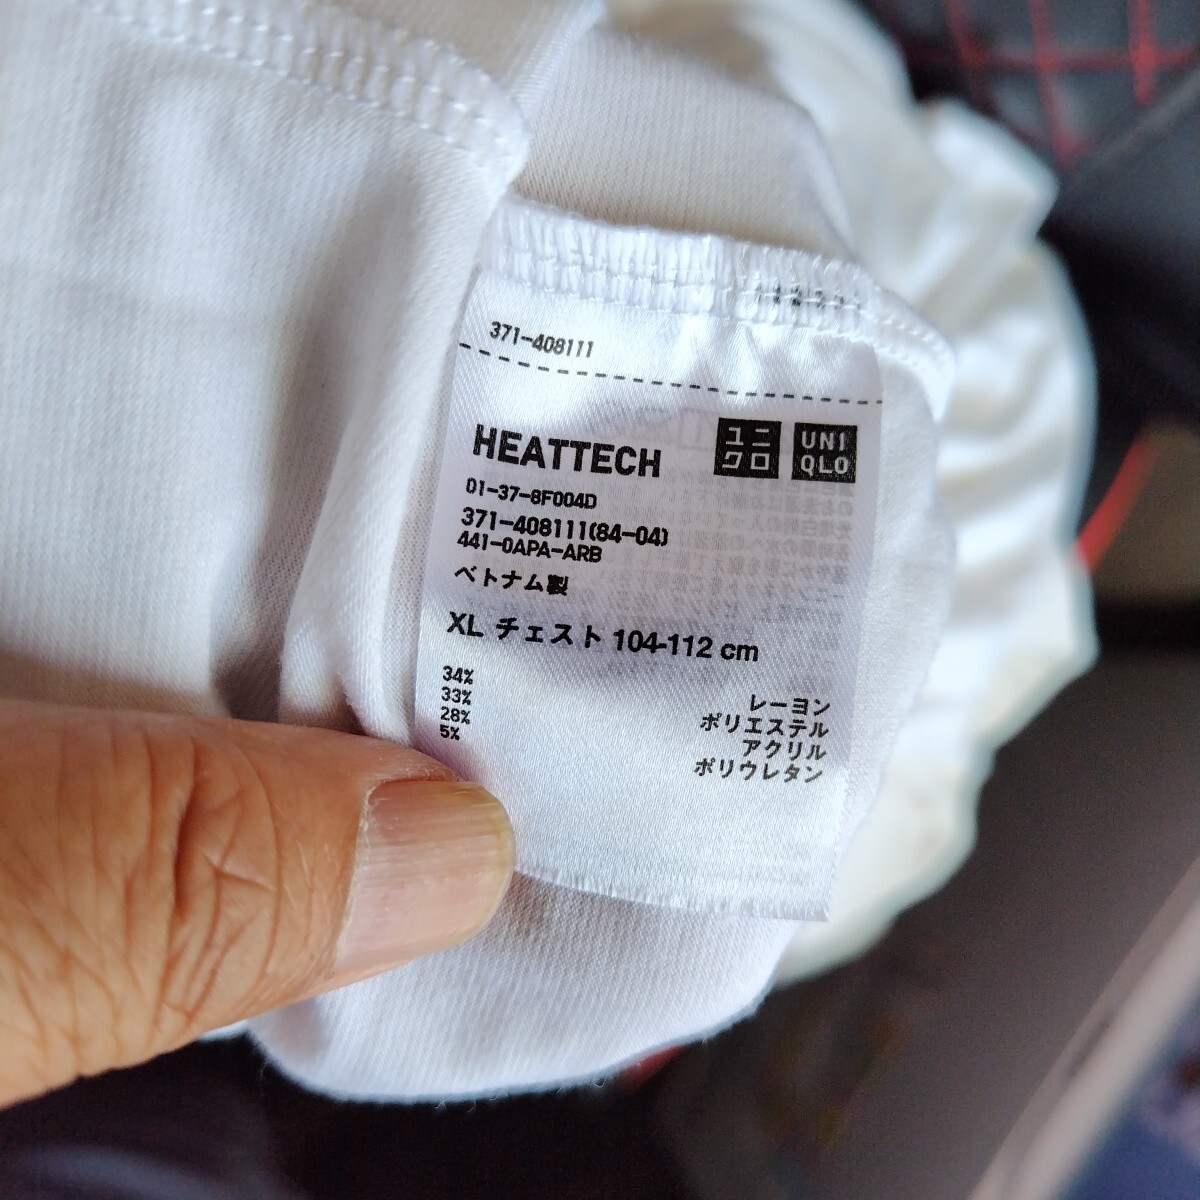 371-408111
HEATTECH
ユニクロ
UNIQLO
01-37-8F004D
371-408111(84-04)
441-0APA-ARB
ベトナム製
XL チェスト 104-112 cm
34% レーヨン
33% ポリエステル
28% アクリル
5% ポリウレタン